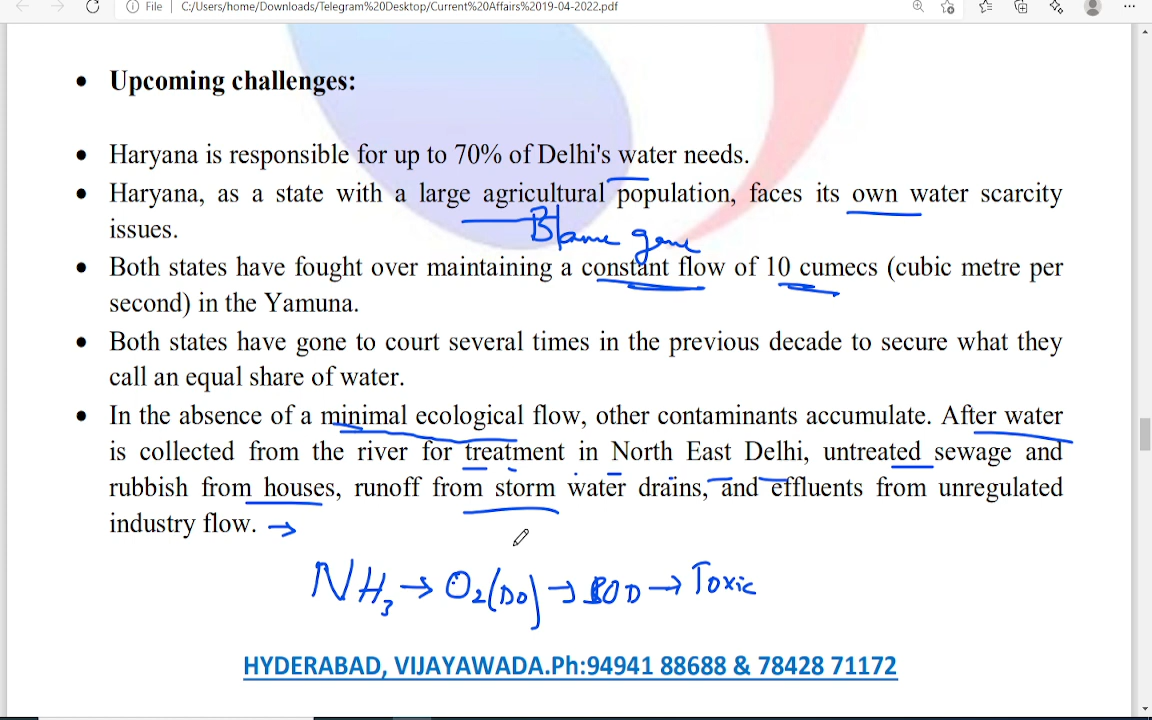 File | C:/Users/home/Downloads/Telegram%20Desktop/Current%20Affairs%2019-04-2022.pdf
• Upcoming challenges:
• Haryana is responsible for up to 70% of Delhi's water needs.
• Haryana, as a state with a large agricultural population, faces its own water scarcity
issues.
Blame game
• Both states have fought over maintaining a constant flow of 10 cumecs (cubic metre per
second) in the Yamuna.
• Both states have gone to court several times in the previous decade to secure what they
call an equal share of water.
• In the absence of a minimal ecological flow, other contaminants accumulate. After water
is collected from the river for treatment in North East Delhi, untreated sewage and
rubbish from houses, runoff from storm water drains, and effluents from unregulated
industry flow. →
NH3 → O2(DO) → BOD → Toxic
HYDERABAD, VIJAYAWADA.Ph:94941 88688 & 78428 71172